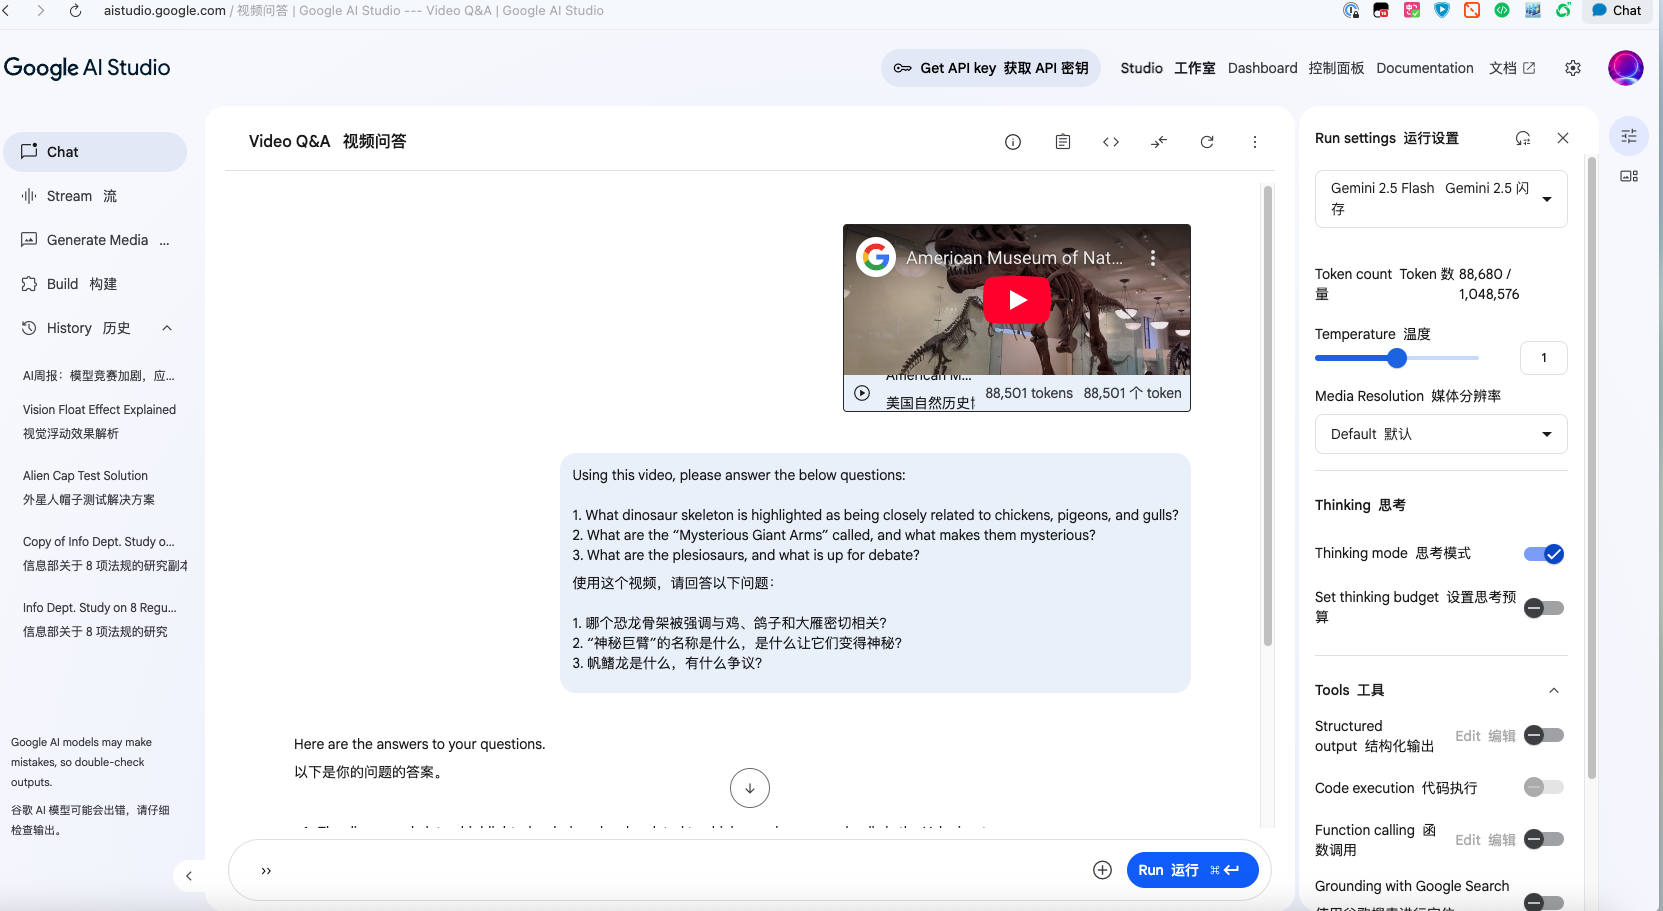 aistudio.google.com / 视频问答 | Google AI Studio --- Video Q&A | Google AI Studio
Chat
Google AI Studio
Get API key 获取 API 密钥
Studio 工作室
Dashboard 控制面板
Documentation 文档
Chat
Stream 流
Generate Media ...
Build 构建
History 历史
AI周报：模型竞赛加剧，应...
Vision Float Effect Explained
视觉浮动效果解析
Alien Cap Test Solution
外星人帽子测试解决方案
Copy of Info Dept. Study o...
信息部关于 8 项法规的研究副本
Info Dept. Study on 8 Regu...
信息部关于 8 项法规的研究
Google AI models may make
mistakes, so double-check
outputs.
谷歌 AI 模型可能会出错，请仔细
检查输出。
Video Q&A 视频问答
American Museum of Nat...
American M...
美国自然历史
88,501 tokens 88,501 个 token
Using this video, please answer the below questions:
1. What dinosaur skeleton is highlighted as being closely related to chickens, pigeons, and gulls?
2. What are the “Mysterious Giant Arms” called, and what makes them mysterious?
3. What are the plesiosaurs, and what is up for debate?
使用这个视频，请回答以下问题：
1. 哪个恐龙骨架被强调与鸡、鸽子和大雁密切相关？
2. “神秘巨臂”的名称是什么，是什么让它们变得神秘？
3. 帆鳍龙是什么，有什么争议？
Here are the answers to your questions.
以下是你的问题的答案。
››
Run 运行 ⌘↵
Run settings 运行设置
Gemini 2.5 Flash Gemini 2.5 闪
存
Token count Token 数
量
88,680 /
1,048,576
Temperature 温度
1
Media Resolution 媒体分辨率
Default 默认
Thinking 思考
Thinking mode 思考模式
Set thinking budget 设置思考预
算
Tools 工具
Structured
output 结构化输出
Edit 编辑
Code execution 代码执行
Function calling 函
数调用
Edit 编辑
Grounding with Google Search